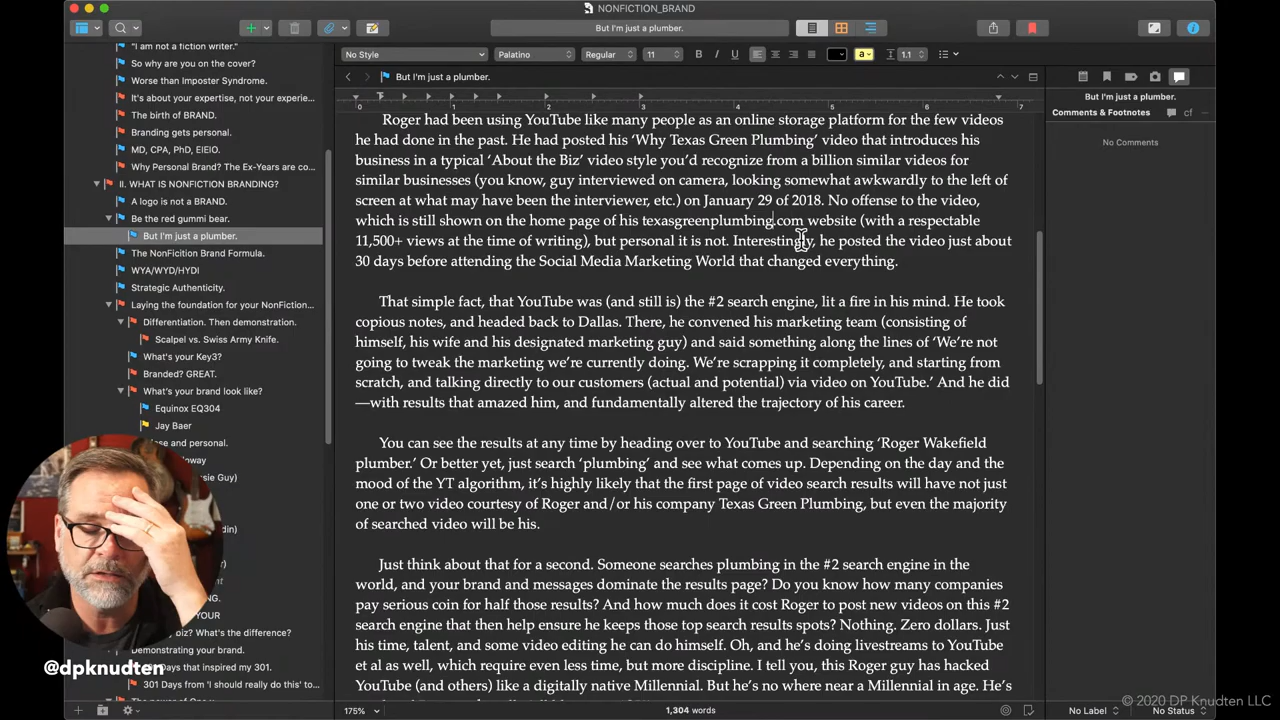 NONFICTION_BRAND
But I'm just a plumber.
No Style
Palatino
Regular
11
B
I
U
a
1.1
"I am not a fiction writer."
So why are you on the cover?
Worse than Imposter Syndrome.
It's about your expertise, not your experie...
The birth of BRAND.
Branding gets personal.
MD, CPA, PhD, EIEIO.
Why Personal Brand? The Ex-Years are co...
II. WHAT IS NONFICTION BRANDING?
A logo is not a BRAND.
Be the red gummi bear.
But I'm just a plumber.
The NonFiction Brand Formula.
WYA/WYD/HYDI
Strategic Authenticity.
Laying the foundation for your NonFiction...
Differentiation. Then demonstration.
Scalpel vs. Swiss Army Knife.
What's your Key3?
Branded? GREAT.
What's your brand look like?
Equinox EQ304
Jay Baer
and personal.
YOUR
biz? What's the difference?
Demonstrating your brand.
Days that inspired my 301.
301 Days from 'I should really do this' to...
@dpknudten
But I'm just a plumber.
0 1 2 3 4 5 6 7
Roger had been using YouTube like many people as an online storage platform for the few videos
he had done in the past. He had posted his ‘Why Texas Green Plumbing’ video that introduces his
business in a typical ‘About the Biz’ video style you’d recognize from a billion similar videos for
similar businesses (you know, guy interviewed on camera, looking somewhat awkwardly to the left of
screen at what may have been the interviewer, etc.) on January 29 of 2018. No offense to the video,
which is still shown on the home page of his texasgreenplumbing.com website (with a respectable
11,500+ views at the time of writing), but personal it is not. Interestingly, he posted the video just about
30 days before attending the Social Media Marketing World that changed everything.
That simple fact, that YouTube was (and still is) the #2 search engine, lit a fire in his mind. He took
copious notes, and headed back to Dallas. There, he convened his marketing team (consisting of
himself, his wife and his designated marketing guy) and said something along the lines of ‘We’re not
going to tweak the marketing we’re currently doing. We’re scrapping it completely, and starting from
scratch, and talking directly to our customers (actual and potential) via video on YouTube.’ And he did
—with results that amazed him, and fundamentally altered the trajectory of his career.
You can see the results at any time by heading over to YouTube and searching ‘Roger Wakefield
plumber.’ Or better yet, just search ‘plumbing’ and see what comes up. Depending on the day and the
mood of the YT algorithm, it’s highly likely that the first page of video search results will have not just
one or two video courtesy of Roger and/or his company Texas Green Plumbing, but even the majority
of searched video will be his.
Just think about that for a second. Someone searches plumbing in the #2 search engine in the
world, and your brand and messages dominate the results page? Do you know how many companies
pay serious coin for half those results? And how much does it cost Roger to post new videos on this #2
search engine that then help ensure he keeps those top search results spots? Nothing. Zero dollars. Just
his time, talent, and some video editing he can do himself. Oh, and he’s doing livestreams to YouTube
et al as well, which require even less time, but more discipline. I tell you, this Roger guy has hacked
YouTube (and others) like a digitally native Millennial. But he’s no where near a Millennial in age. He’s
175%
1,304 words
But I'm just a plumber.
Comments & Footnotes
cf
No Comments
© 2020 DP Knudten LLC
No Label
No Status